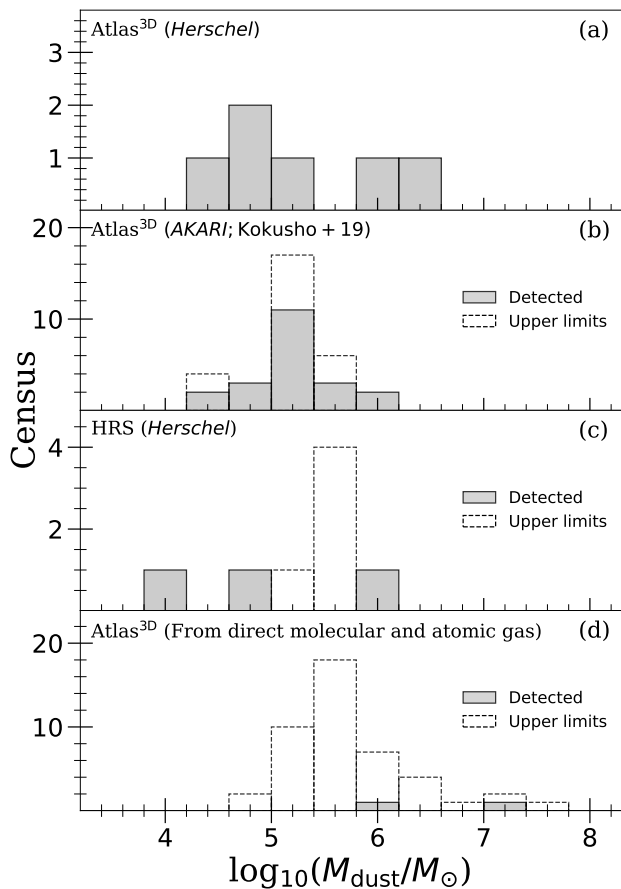 Atlas³ᴰ (Herschel) (a)
3
2
1
Atlas³ᴰ (AKARI; Kokusho + 19) (b)
20
10
Detected
Upper limits
Census
HRS (Herschel) (c)
4
2
Detected
Upper limits
Atlas³ᴰ (From direct molecular and atomic gas) (d)
20
10
Detected
Upper limits
4 5 6 7 8
log₁₀(M_dust/M_⊙)